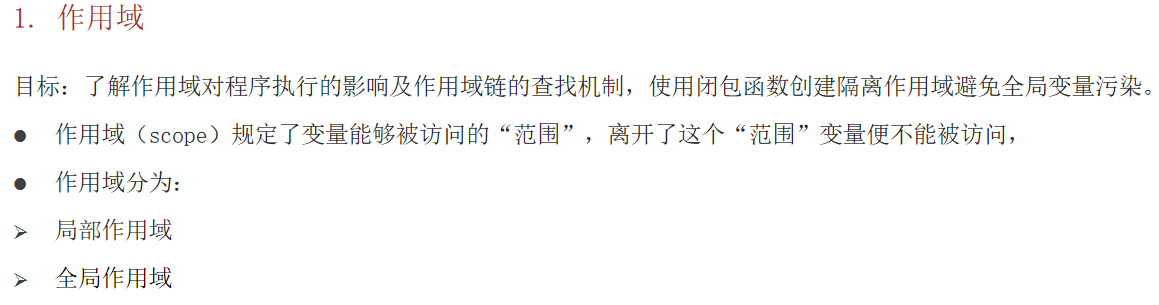 1. 作用域
目标：了解作用域对程序执行的影响及作用域链的查找机制，使用闭包函数创建隔离作用域避免全局变量污染。
● 作用域（scope）规定了变量能够被访问的“范围”，离开了这个“范围”变量便不能被访问，
● 作用域分为：
➢ 局部作用域
➢ 全局作用域